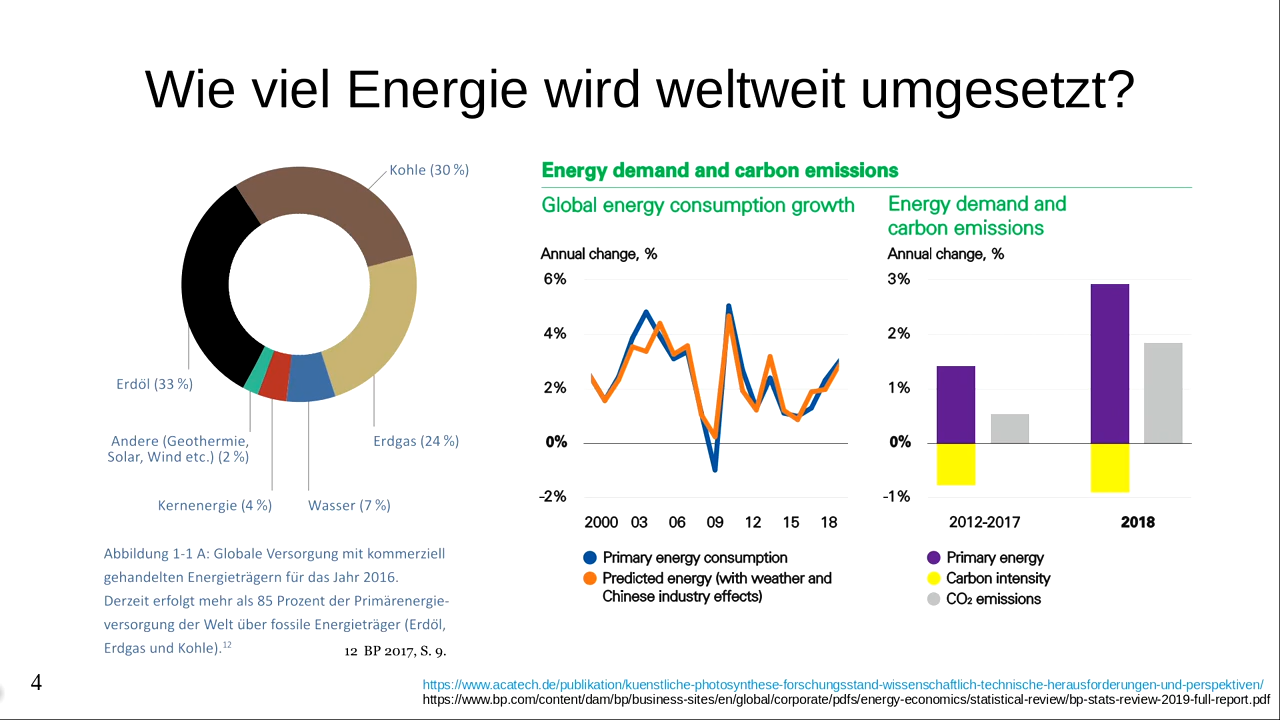 Wie viel Energie wird weltweit umgesetzt?
Kohle (30 %)
Erdöl (33 %)
Andere (Geothermie,
Solar, Wind etc.) (2 %)
Erdgas (24 %)
Kernenergie (4 %)
Wasser (7 %)
Abbildung 1-1 A: Globale Versorgung mit kommerziell
gehandelten Energieträgern für das Jahr 2016.
Derzeit erfolgt mehr als 85 Prozent der Primärenergie-
versorgung der Welt über fossile Energieträger (Erdöl,
Erdgas und Kohle).12
12 BP 2017, S. 9.
Energy demand and carbon emissions
Global energy consumption growth
Annual change, %
6%
4%
2%
0%
-2%
2000 03 06 09 12 15 18
Primary energy consumption
Predicted energy (with weather and
Chinese industry effects)
Energy demand and
carbon emissions
Annual change, %
3%
2%
1%
0%
-1%
2012-2017 2018
Primary energy
Carbon intensity
CO₂ emissions
4
https://www.acatech.de/publikation/kuenstliche-photosynthese-forschungsstand-wissenschaftlich-technische-herausforderungen-und-perspektiven/
https://www.bp.com/content/dam/bp/business-sites/en/global/corporate/pdfs/energy-economics/statistical-review/bp-stats-review-2019-full-report.pdf